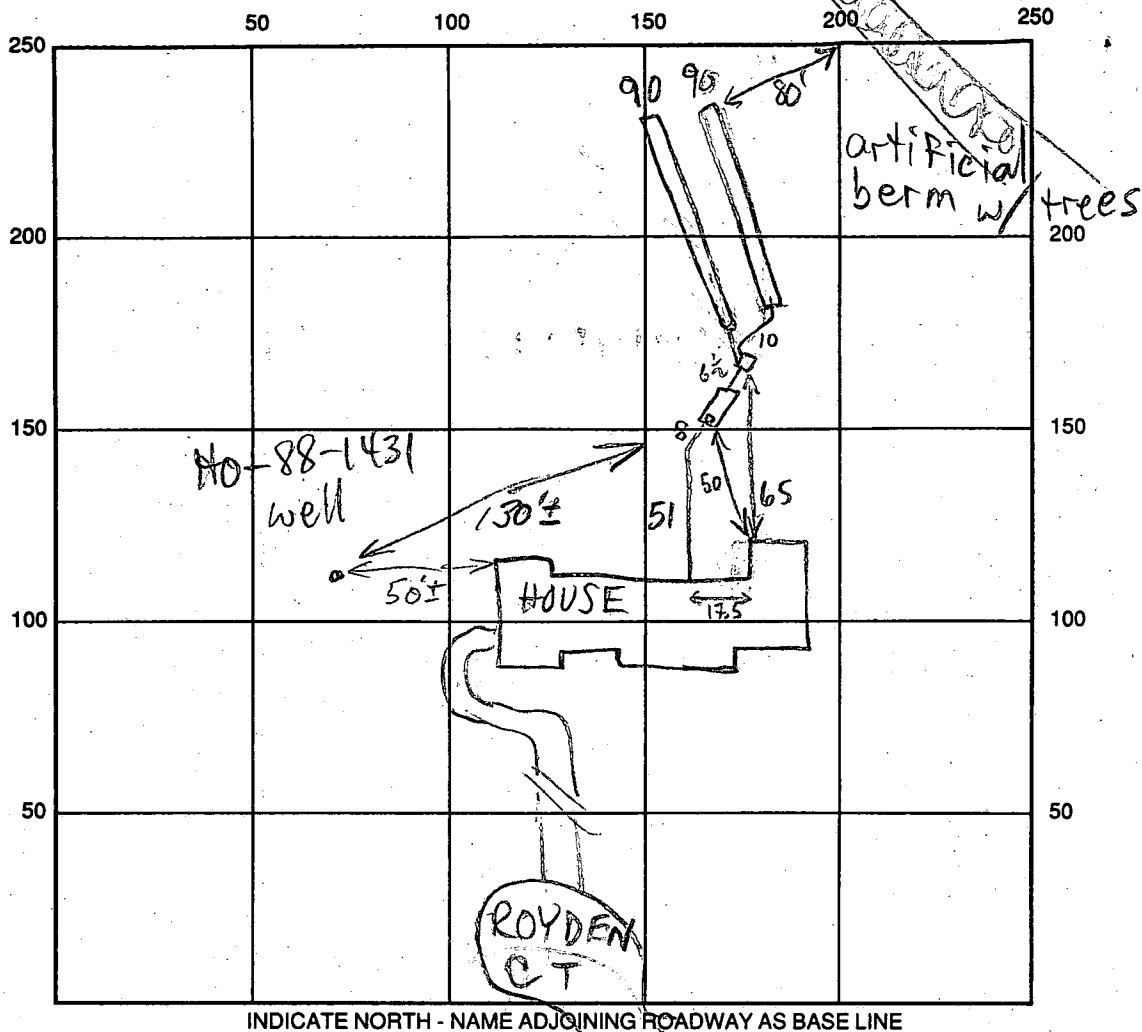 50 100 150 200 250
250
90 90 80'
artificial
berm w/ trees
200 200
10
6½
8
150 150
HO-88-1431
well
130'±
51 50 65
50'±
HOUSE
17.5
100 100
50 50
ROYDEN
CT
INDICATE NORTH - NAME ADJOINING ROADWAY AS BASE LINE